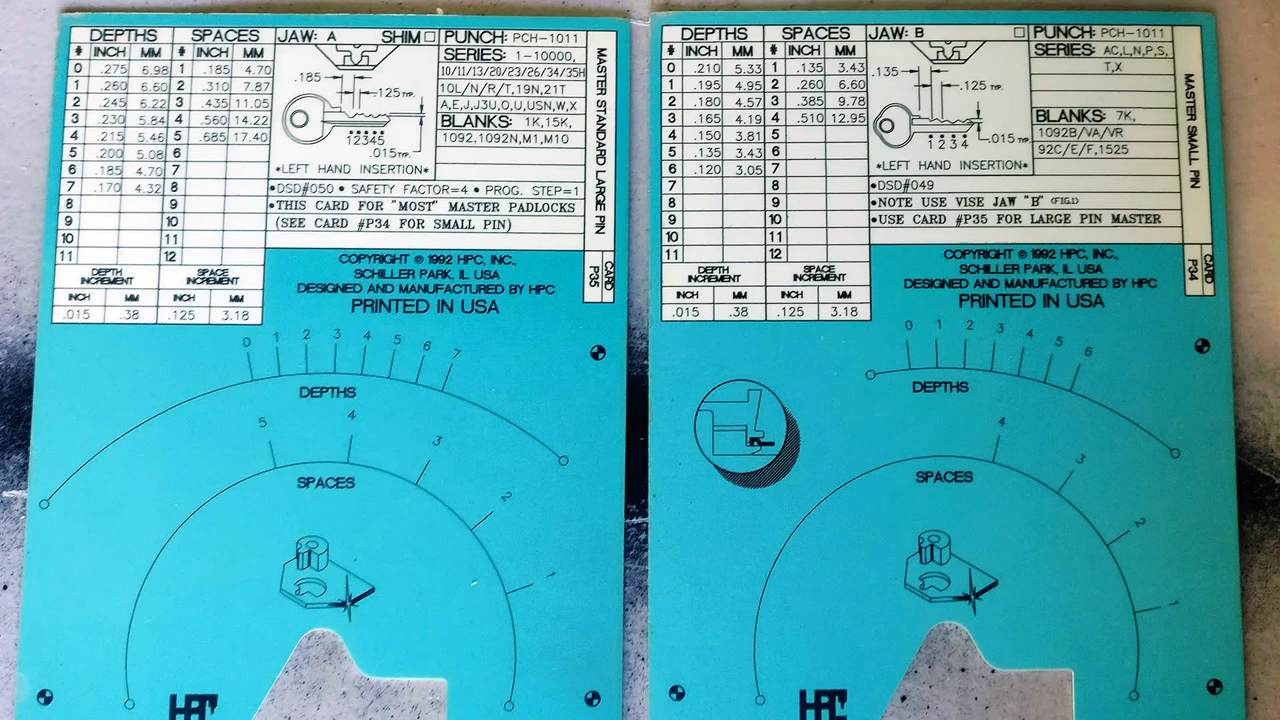 DEPTHS SPACES JAW: A SHIM PUNCH: PCH-1011
# INCH MM # INCH MM SERIES: 1-10000,
0 .275 6.98 1 .185 4.70 10/11/13/20/23/26/34/35H
1 .260 6.60 2 .310 7.87 10L/N/R/T,19N,21T
2 .245 6.22 3 .435 11.05 A,E,J,J3U,O,U,USN,W,X
3 .230 5.84 4 .560 14.22 BLANKS: 1K,15K,
4 .215 5.46 5 .685 17.40 1092,1092N,M1,M10
5 .200 5.08 6
6 .185 4.70 7
7 .170 4.32 8
8 9
9 10
10 11
11 12
.185
.125 TYP.
12345
.015 TYP.
*LEFT HAND INSERTION*
•DSD#050 • SAFETY FACTOR=4 • PROG. STEP=1
•THIS CARD FOR "MOST" MASTER PADLOCKS
(SEE CARD #P34 FOR SMALL PIN)
MASTER STANDARD LARGE PIN
CARD
P35
DEPTH INCREMENT SPACE INCREMENT
INCH MM INCH MM
.015 .38 .125 3.18
COPYRIGHT © 1992 HPC, INC.,
SCHILLER PARK, IL USA
DESIGNED AND MANUFACTURED BY HPC
PRINTED IN USA
0 1 2 3 4 5 6 7
DEPTHS
5 4 3 2 1
SPACES
HPC
DEPTHS SPACES JAW: B PUNCH: PCH-1011
# INCH MM # INCH MM SERIES: AC,L,N,P,S,
0 .210 5.33 1 .135 3.43 T,X
1 .195 4.95 2 .260 6.60
2 .180 4.57 3 .385 9.78
3 .165 4.19 4 .510 12.95 BLANKS: 7K,
4 .150 3.81 5 1092B/VA/VR
5 .135 3.43 6 92C/E/F,1525
6 .120 3.05 7
7 8
8 9
9 10
10 11
11 12
.135
.125 TYP.
1234
.015 TYP.
*LEFT HAND INSERTION*
•DSD#049
•NOTE USE VISE JAW "B" (FIG.1)
•USE CARD #P35 FOR LARGE PIN MASTER
MASTER SMALL PIN
CARD
P34
DEPTH INCREMENT SPACE INCREMENT
INCH MM INCH MM
.015 .38 .125 3.18
COPYRIGHT © 1992 HPC, INC.,
SCHILLER PARK, IL USA
DESIGNED AND MANUFACTURED BY HPC
PRINTED IN USA
0 1 2 3 4 5 6
DEPTHS
4 3 2 1
SPACES
HPC